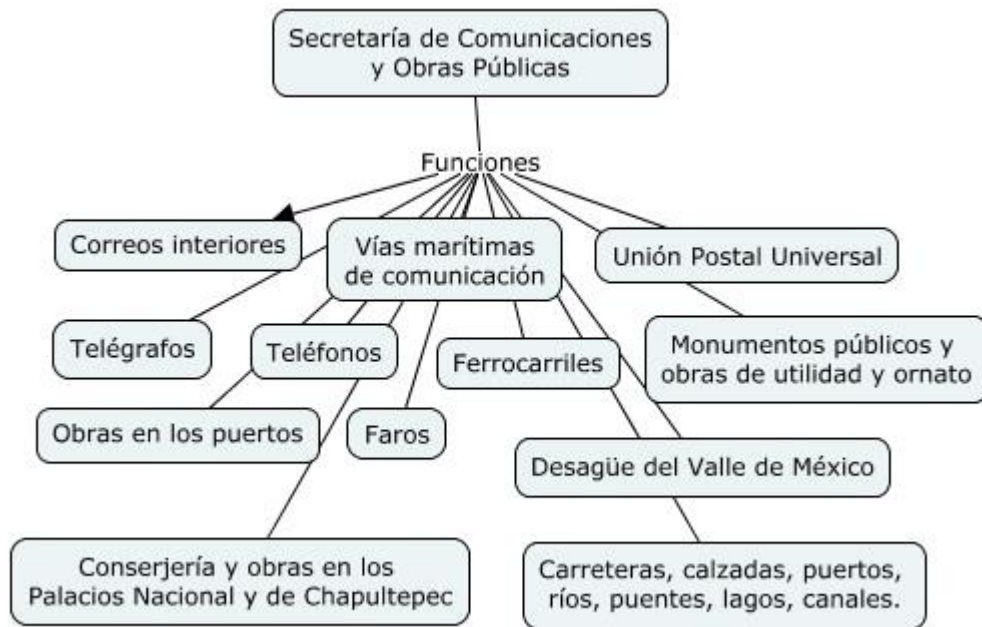 Secretaría de Comunicaciones
y Obras Públicas
Funciones
Correos interiores
Vías marítimas
de comunicación
Unión Postal Universal
Telégrafos
Teléfonos
Ferrocarriles
Monumentos públicos y
obras de utilidad y ornato
Obras en los puertos
Faros
Desagüe del Valle de México
Conserjería y obras en los
Palacios Nacional y de Chapultepec
Carreteras, calzadas, puertos,
ríos, puentes, lagos, canales.